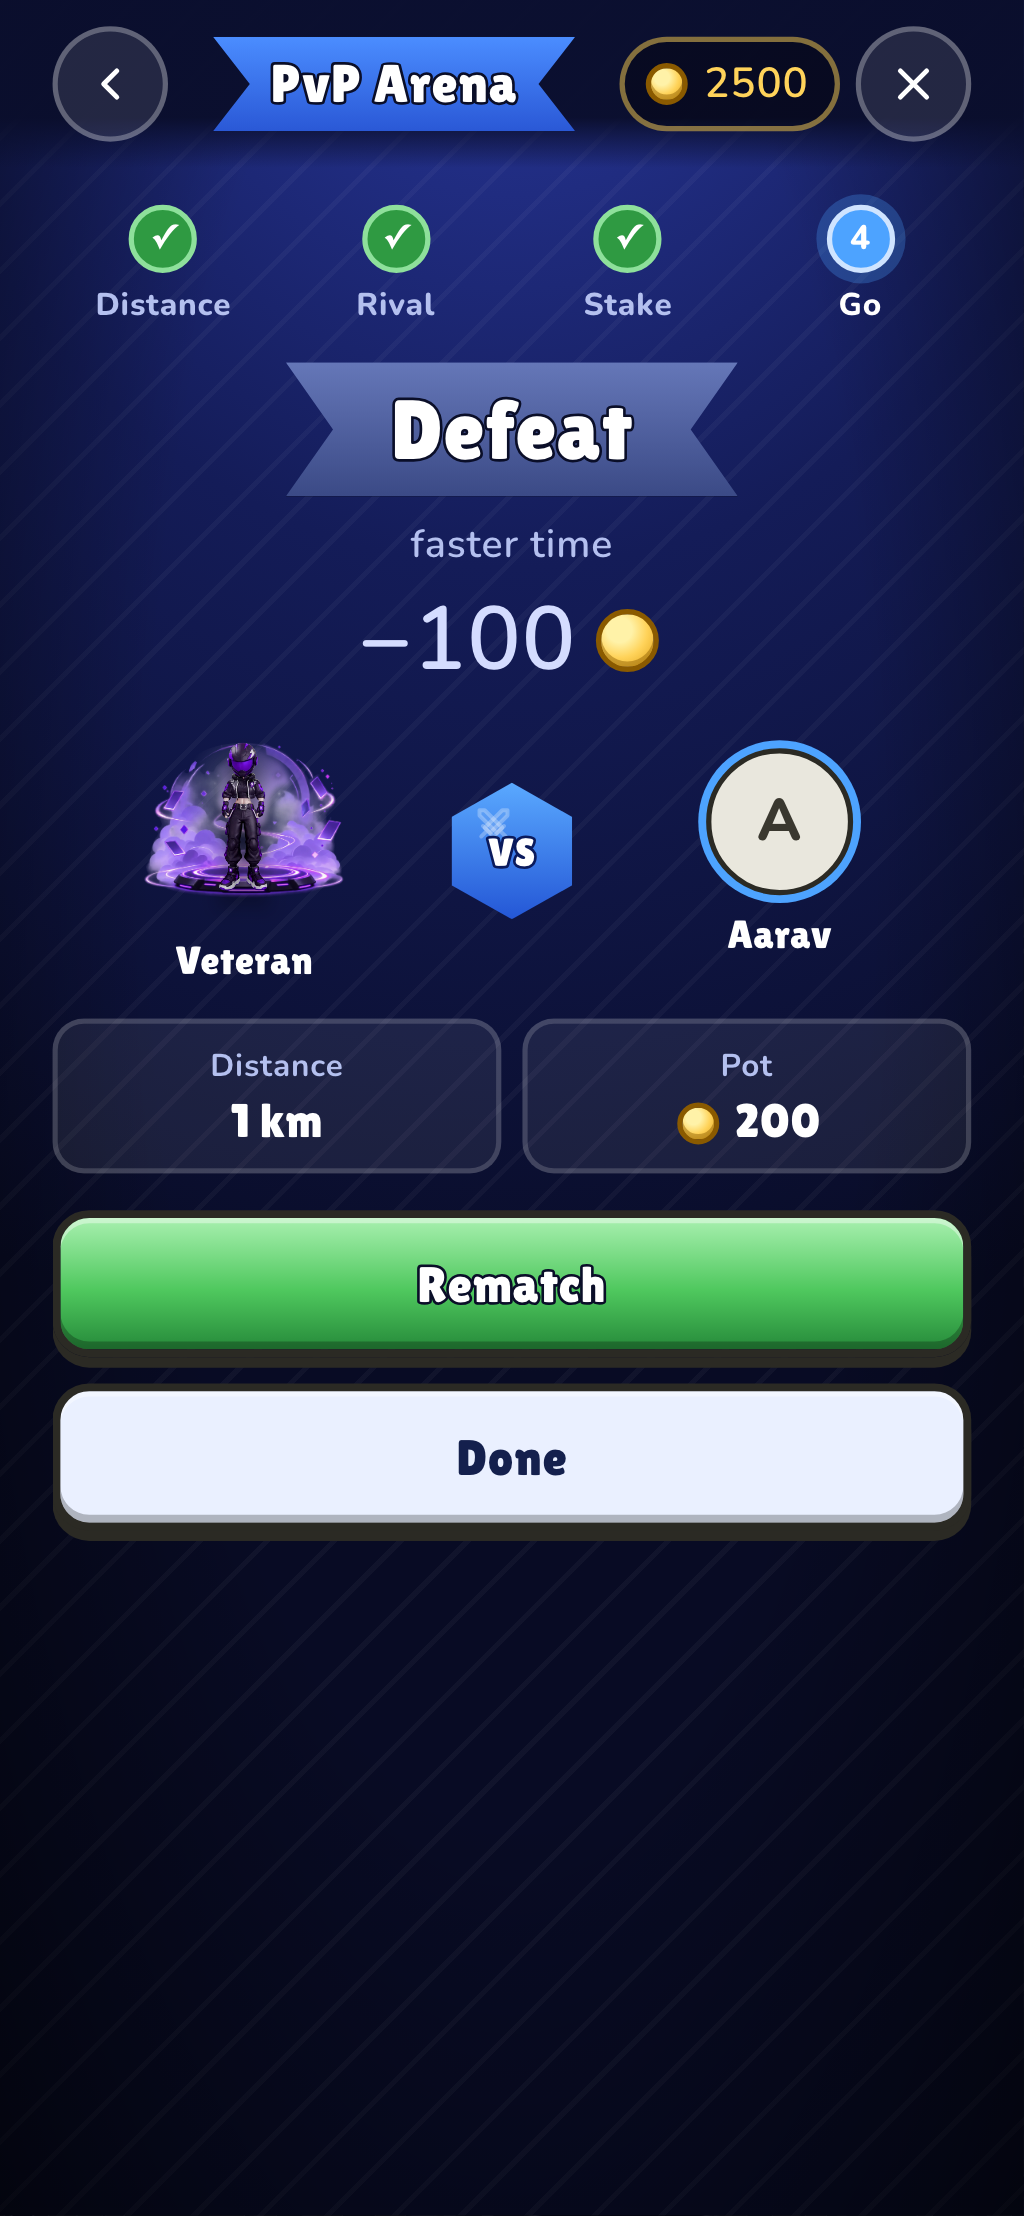 PvP Arena
2500
Distance
Rival
Stake
4
Go
Defeat
faster time
–100
VS
Veteran
Aarav
A
Distance
1 km
Pot
200
Rematch
Done